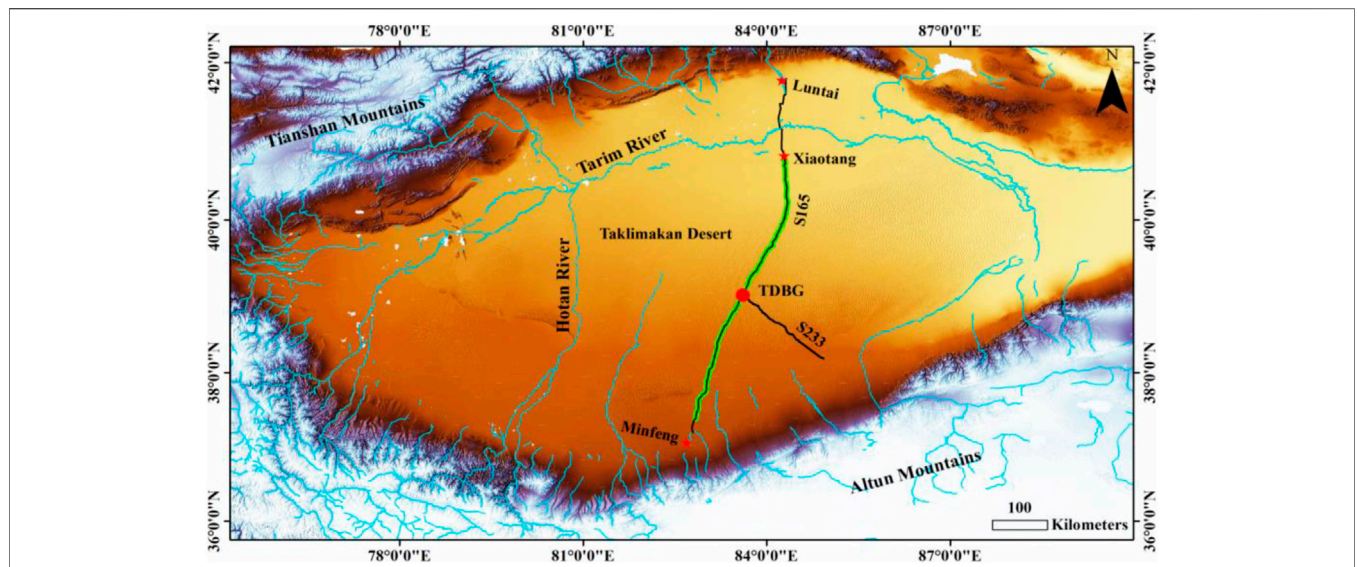 78°0'0"E 81°0'0"E 84°0'0"E 87°0'0"E
42°0'0"N
42°0'0"N
N
Luntai
Tianshan Mountains
Tarim River
Xiaotang
S165
40°0'0"N
40°0'0"N
Taklimakan Desert
Hotan River
TDBG
S233
38°0'0"N
38°0'0"N
Minfeng
Altun Mountains
100
Kilometers
36°0'0"N
36°0'0"N
78°0'0"E 81°0'0"E 84°0'0"E 87°0'0"E